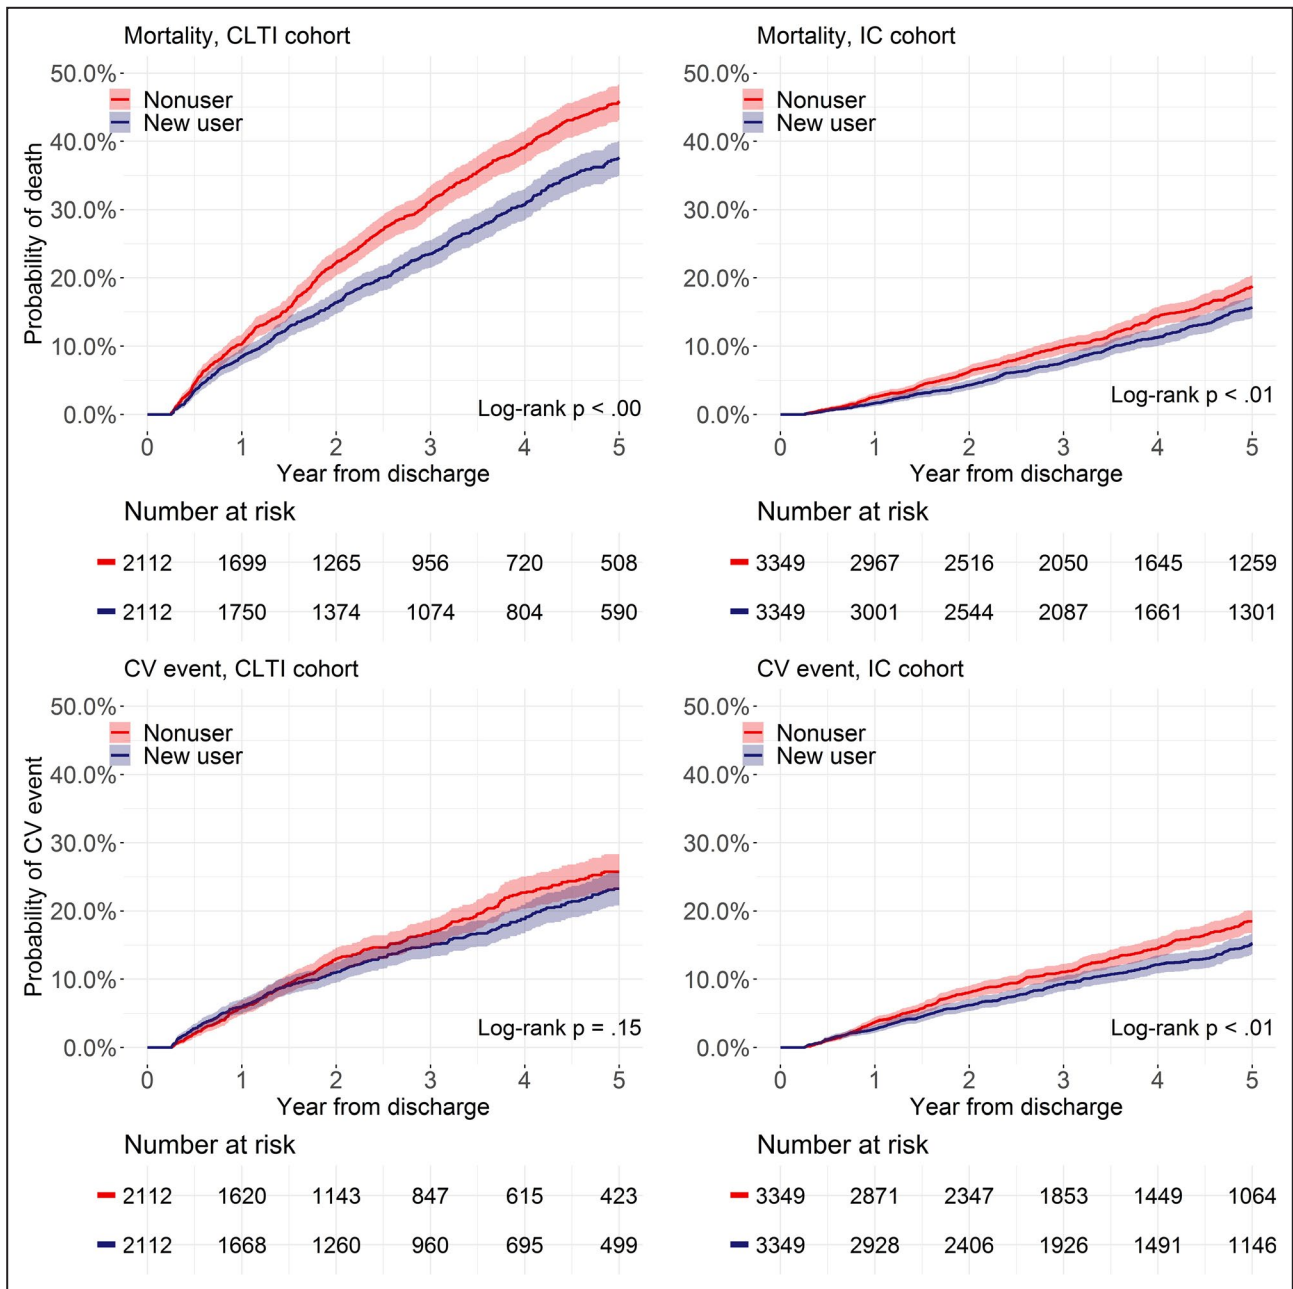 Mortality, CLTI cohort
Probability of death
50.0%
40.0%
30.0%
20.0%
10.0%
0.0%
Nonuser
New user
Log-rank p < .00
0 1 2 3 4 5
Year from discharge
Number at risk
2112 1699 1265 956 720 508
2112 1750 1374 1074 804 590
Mortality, IC cohort
50.0%
40.0%
30.0%
20.0%
10.0%
0.0%
Nonuser
New user
Log-rank p < .01
0 1 2 3 4 5
Year from discharge
Number at risk
3349 2967 2516 2050 1645 1259
3349 3001 2544 2087 1661 1301
CV event, CLTI cohort
Probability of CV event
50.0%
40.0%
30.0%
20.0%
10.0%
0.0%
Nonuser
New user
Log-rank p = .15
0 1 2 3 4 5
Year from discharge
Number at risk
2112 1620 1143 847 615 423
2112 1668 1260 960 695 499
CV event, IC cohort
50.0%
40.0%
30.0%
20.0%
10.0%
0.0%
Nonuser
New user
Log-rank p < .01
0 1 2 3 4 5
Year from discharge
Number at risk
3349 2871 2347 1853 1449 1064
3349 2928 2406 1926 1491 1146